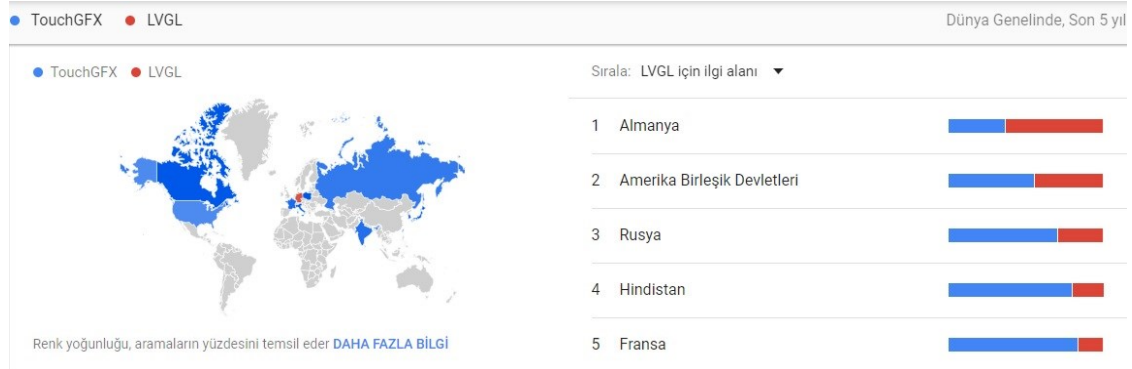 TouchGFX LVGL Dünya Genelinde, Son 5 yıl
TouchGFX LVGL
Renk yoğunluğu, aramaların yüzdesini temsil eder DAHA FAZLA BİLGİ
Sırala: LVGL için ilgi alanı
1 Almanya
2 Amerika Birleşik Devletleri
3 Rusya
4 Hindistan
5 Fransa